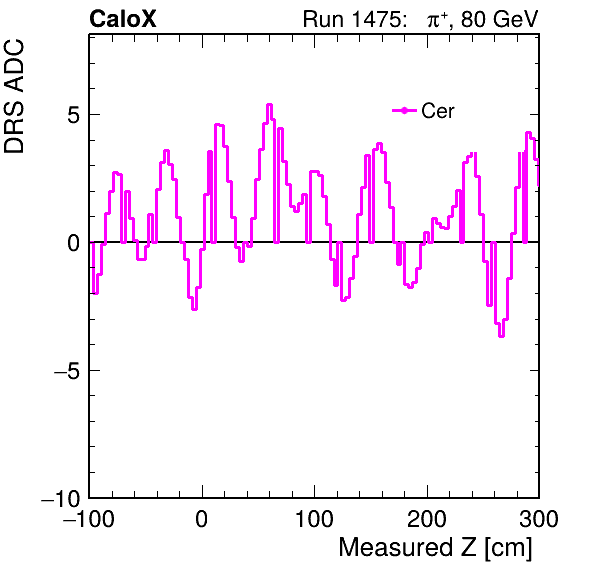 CaloX Run 1475: π⁺, 80 GeV
DRS ADC
Cer
5
0
−5
−10
−100 0 100 200 300
Measured Z [cm]